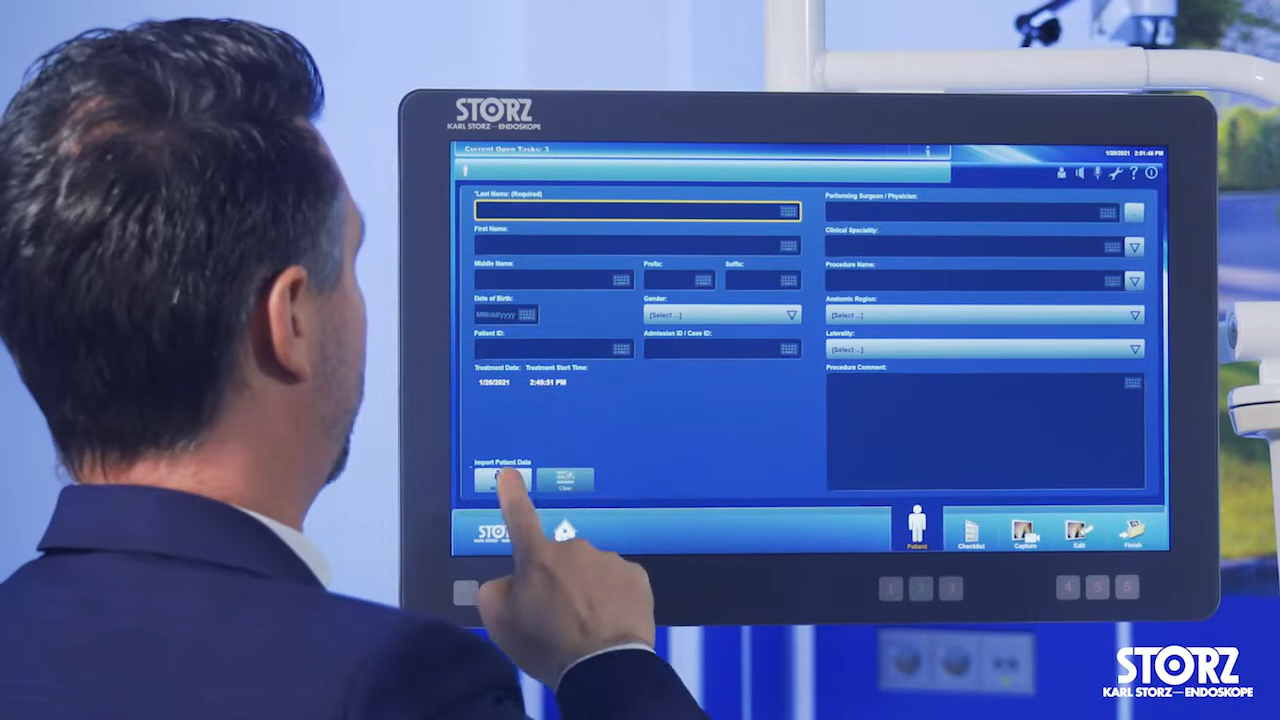 STORZ
KARL STORZ—ENDOSKOPE
Current Open Tasks: 3
1/28/2021 2:51:46 PM
*Last Name: (Required)
Performing Surgeon / Physician:
First Name:
Clinical Speciality:
Middle Name:
Prefix:
Suffix:
Procedure Name:
Date of Birth:
Gender:
Anatomic Region:
MM/dd/yyyy
[Select ...]
[Select ...]
Patient ID:
Admission ID / Case ID:
Laterality:
[Select ...]
Treatment Date:
Treatment Start Time:
Procedure Comment:
1/28/2021
2:49:51 PM
Import Patient Data
Clear
Patient
Checklist
Capture
Edit
Finish
1 2 3
4 5 6
STORZ
KARL STORZ—ENDOSKOPE